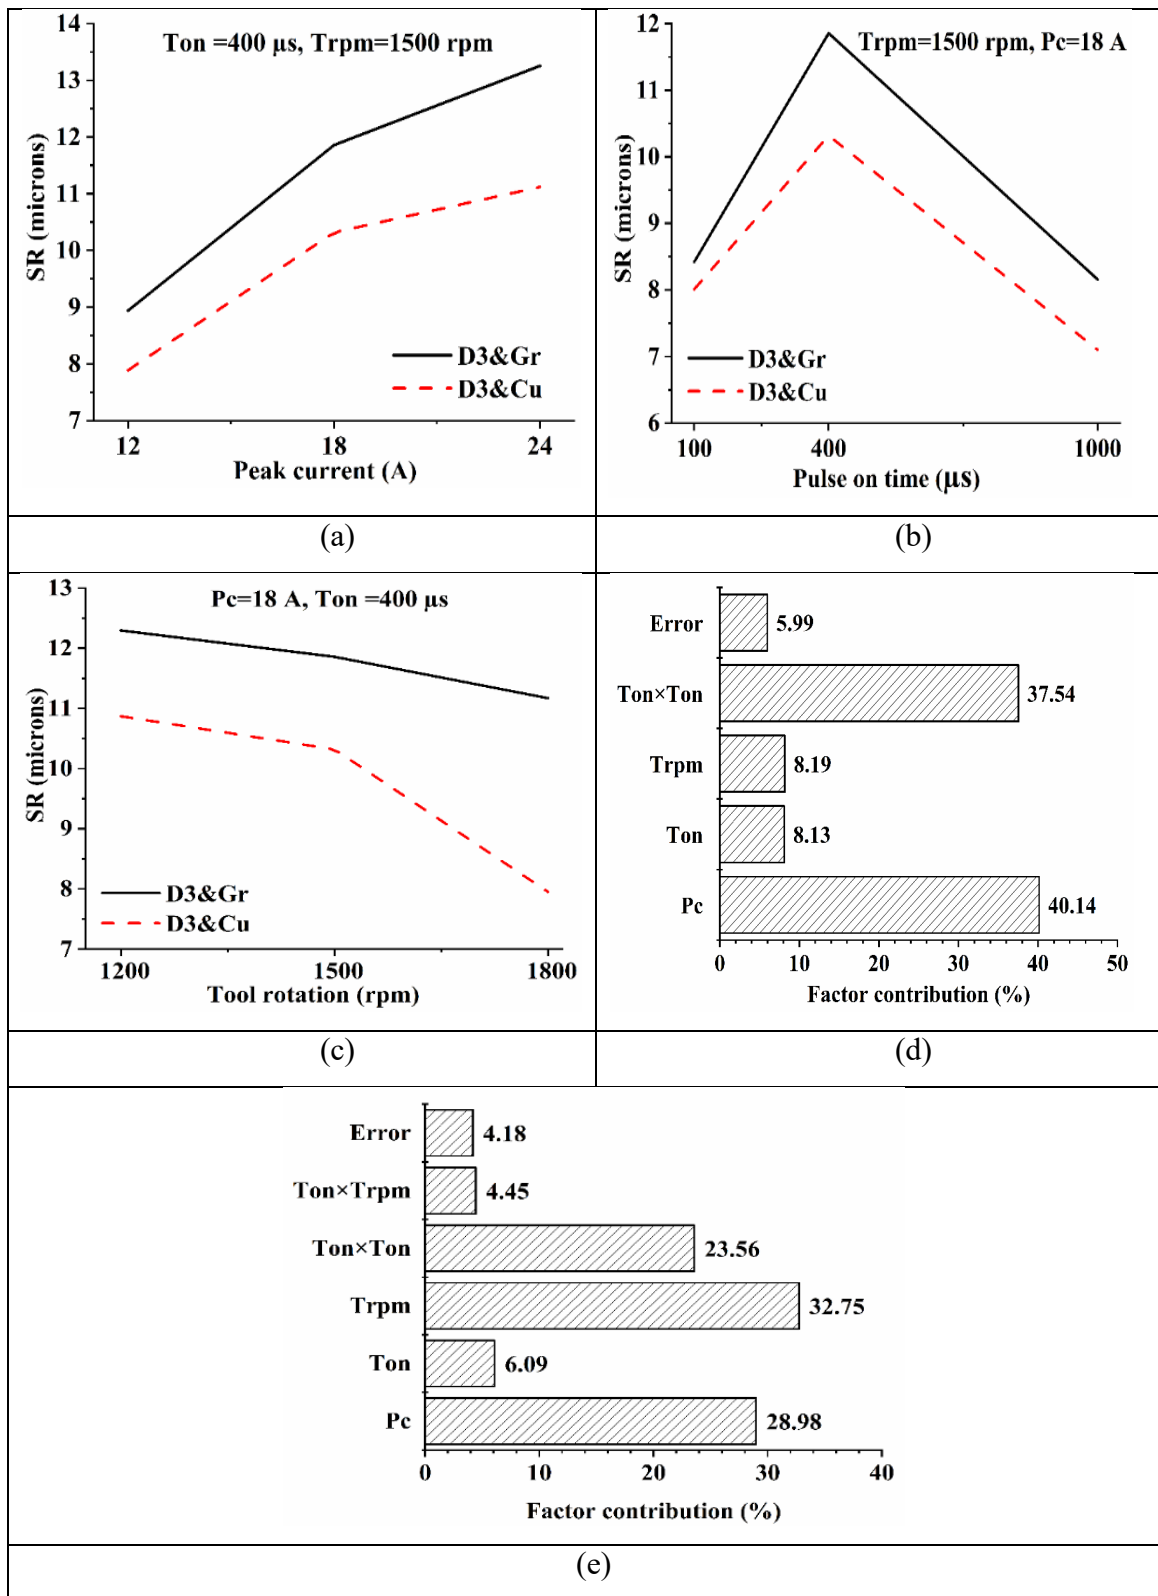 Ton =400 μs, Trpm=1500 rpm
SR (microns)
14
13
12
11
10
9
8
7
D3&Gr
D3&Cu
12
18
24
Peak current (A)
(a)
Trpm=1500 rpm, Pc=18 A
SR (microns)
12
11
10
9
8
7
6
D3&Gr
D3&Cu
100
400
1000
Pulse on time (μs)
(b)
Pc=18 A, Ton =400 μs
SR (microns)
13
12
11
10
9
8
7
D3&Gr
D3&Cu
1200
1500
1800
Tool rotation (rpm)
(c)
Error 5.99
Ton×Ton 37.54
Trpm 8.19
Ton 8.13
Pc 40.14
0 10 20 30 40 50
Factor contribution (%)
(d)
Error 4.18
Ton×Trpm 4.45
Ton×Ton 23.56
Trpm 32.75
Ton 6.09
Pc 28.98
0 10 20 30 40
Factor contribution (%)
(e)